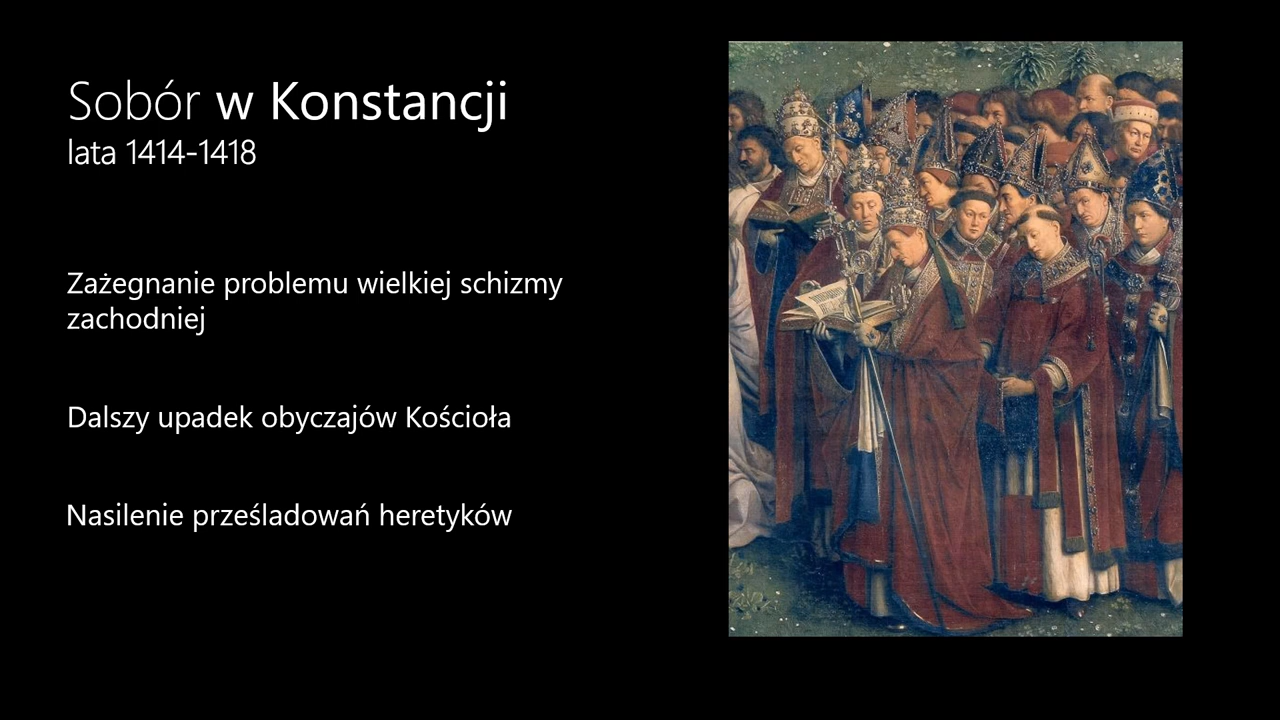 Sobór w Konstancji
lata 1414-1418
Zażegnanie problemu wielkiej schizmy
zachodniej
Dalszy upadek obyczajów Kościoła
Nasilenie prześladowań heretyków